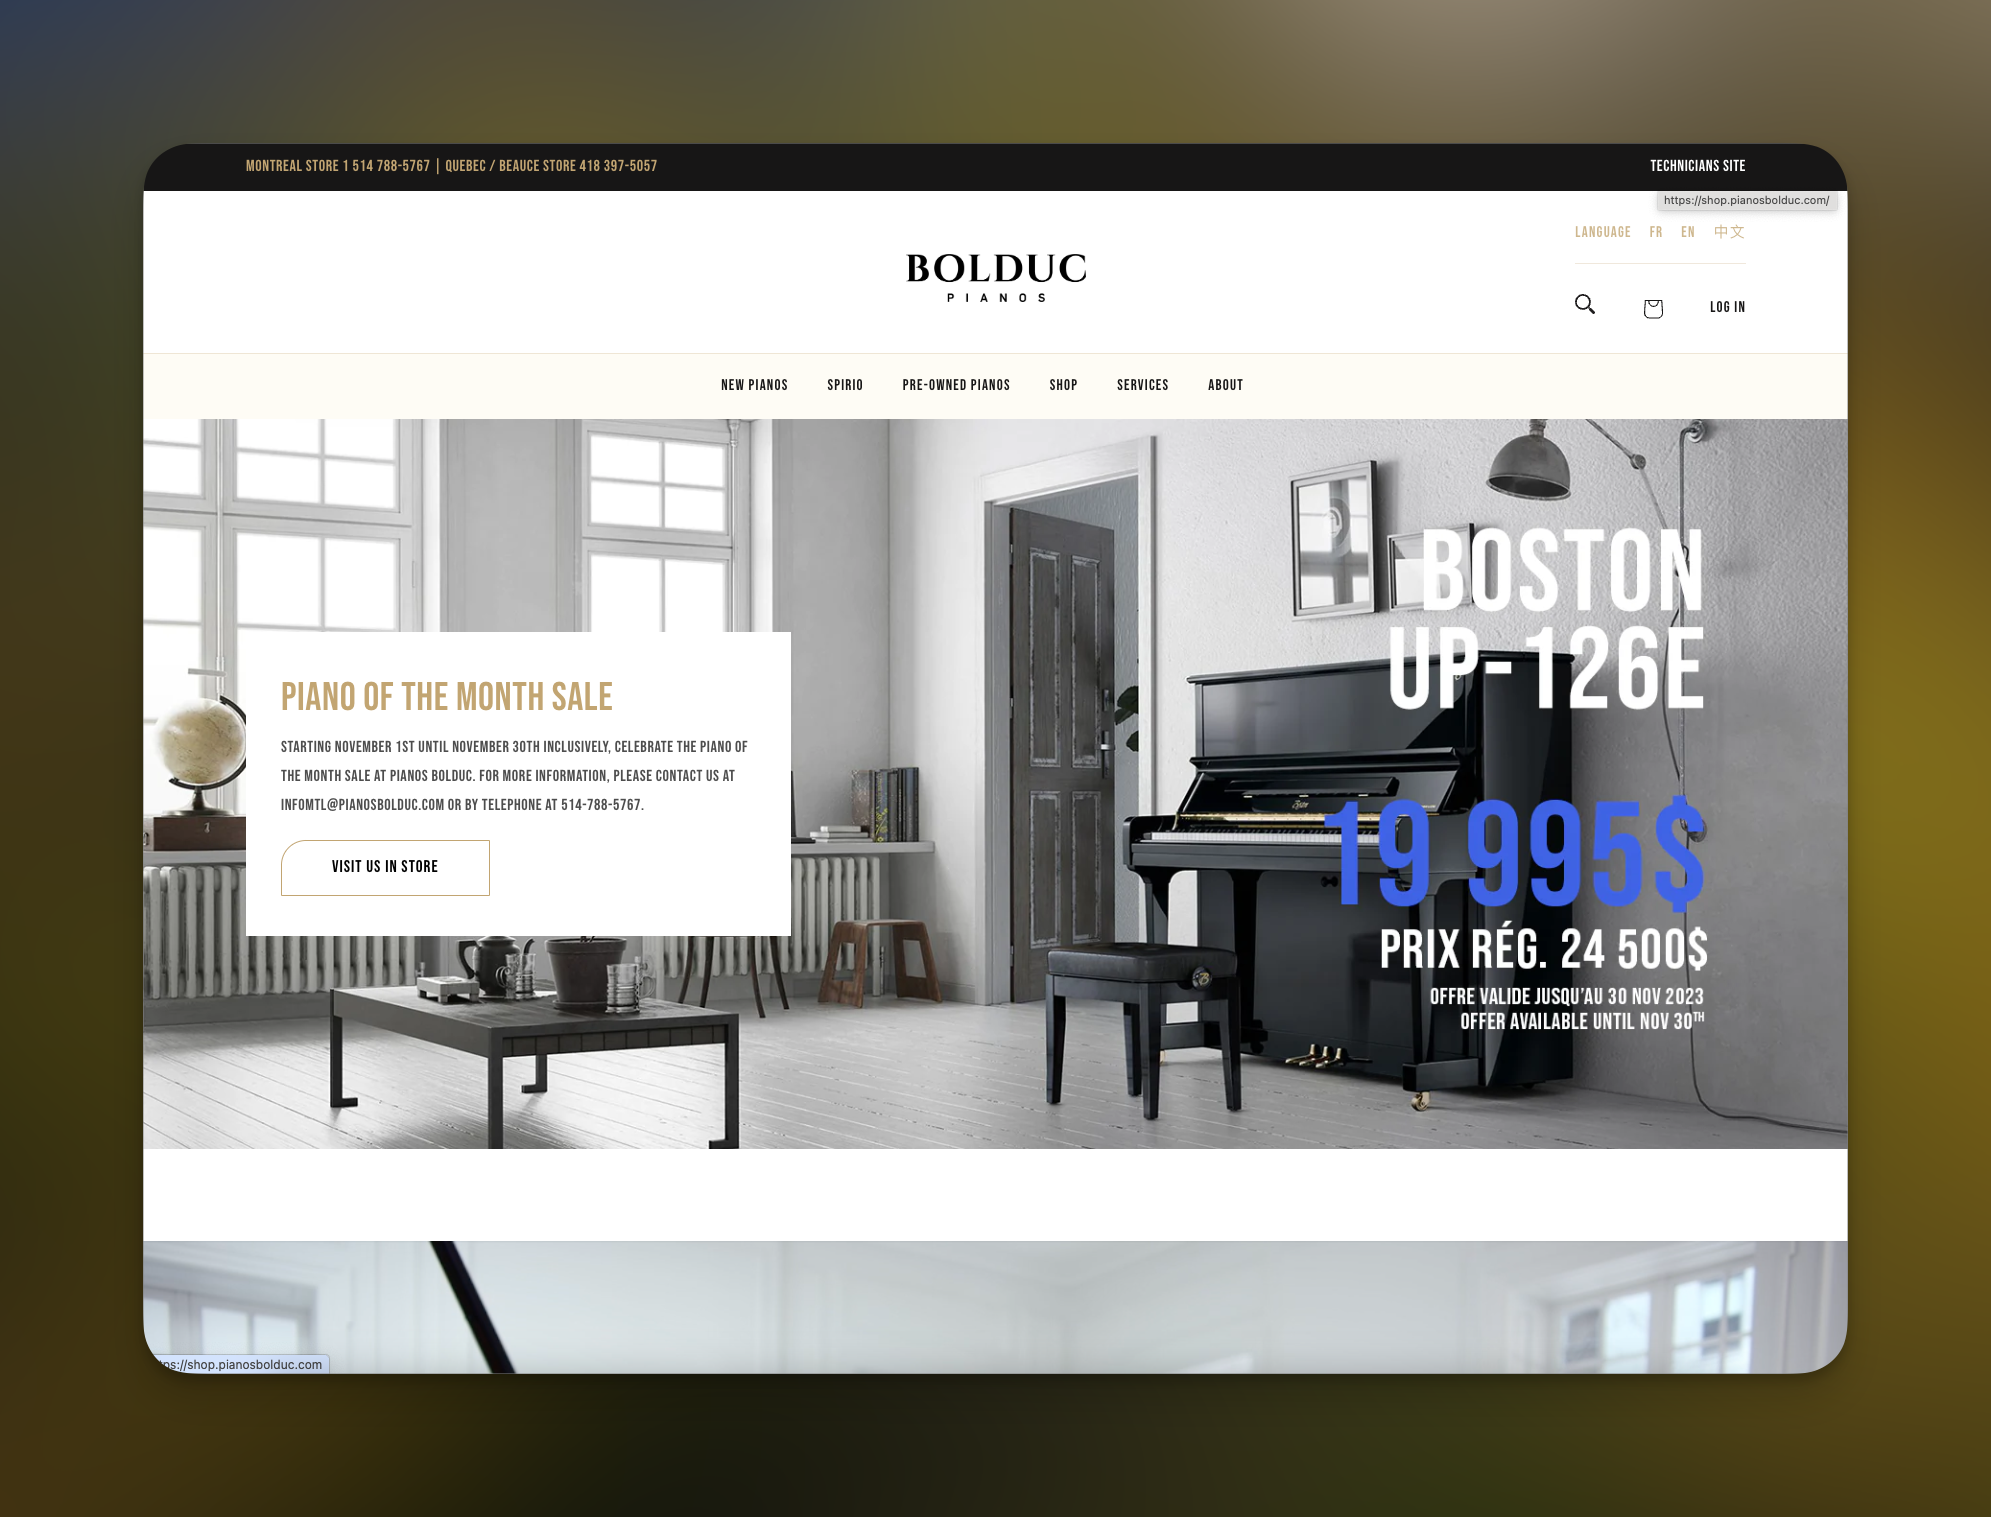 MONTREAL STORE 1 514 788-5767 | QUEBEC / BEAUCE STORE 418 397-5057
TECHNICIANS SITE
https://shop.pianosbolduc.com/
LANGUAGE FR EN 中文
BOLDUC
PIANOS
LOG IN
NEW PIANOS SPIRIO PRE-OWNED PIANOS SHOP SERVICES ABOUT
PIANO OF THE MONTH SALE
STARTING NOVEMBER 1ST UNTIL NOVEMBER 30TH INCLUSIVELY, CELEBRATE THE PIANO OF
THE MONTH SALE AT PIANOS BOLDUC. FOR MORE INFORMATION, PLEASE CONTACT US AT
INFOMTL@PIANOSBOLDUC.COM OR BY TELEPHONE AT 514-788-5767.
VISIT US IN STORE
BOSTON
UP-126E
19 995$
PRIX RÉG. 24 500$
OFFRE VALIDE JUSQU'AU 30 NOV 2023
OFFER AVAILABLE UNTIL NOV 30TH
ps://shop.pianosbolduc.com